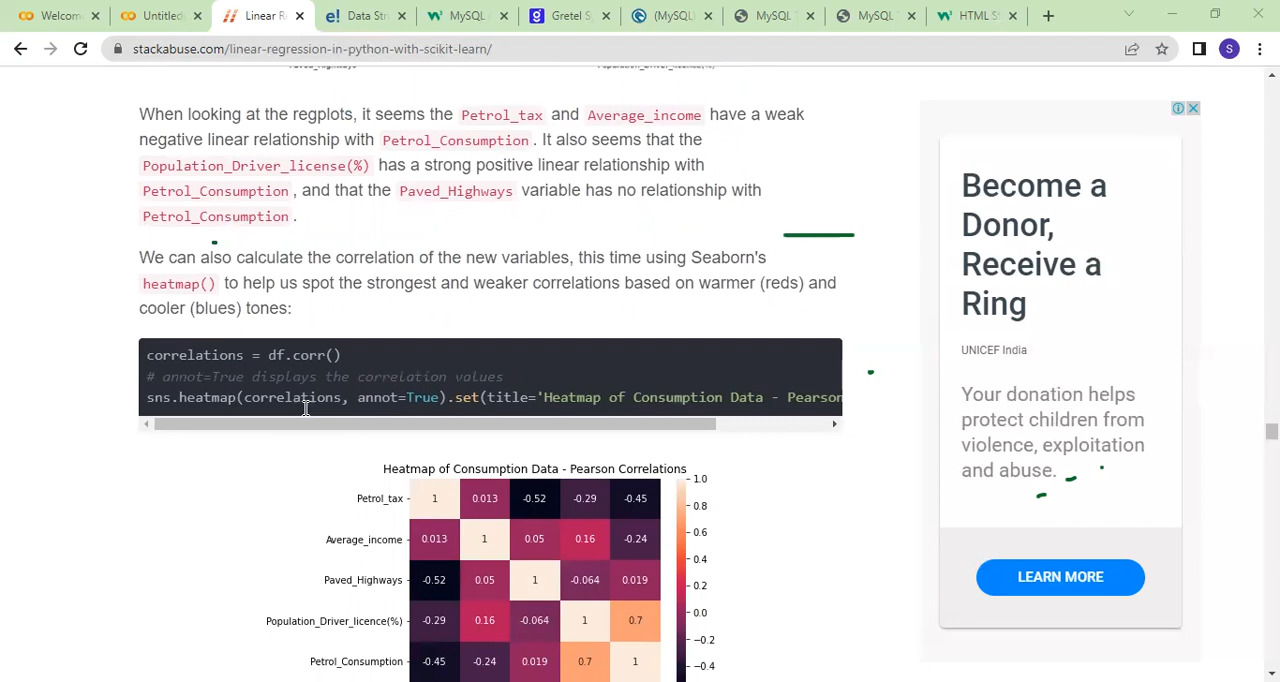 Welcom
Untitled
Linear R
Data Str
MySQL
Gretel S
(MySQL
MySQL
MySQL
HTML S
stackabuse.com/linear-regression-in-python-with-scikit-learn/
S
Paved_Highways Population_Driver_licence(%)
When looking at the regplots, it seems the Petrol_tax and Average_income have a weak
negative linear relationship with Petrol_Consumption . It also seems that the
Population_Driver_license(%) has a strong positive linear relationship with
Petrol_Consumption , and that the Paved_Highways variable has no relationship with
Petrol_Consumption .
We can also calculate the correlation of the new variables, this time using Seaborn's
heatmap() to help us spot the strongest and weaker correlations based on warmer (reds) and
cooler (blues) tones:
correlations = df.corr()
# annot=True displays the correlation values
sns.heatmap(correlations, annot=True).set(title='Heatmap of Consumption Data - Pearson
Heatmap of Consumption Data - Pearson Correlations
Petrol_tax 1 0.013 -0.52 -0.29 -0.45
Average_income 0.013 1 0.05 0.16 -0.24
Paved_Highways -0.52 0.05 1 -0.064 0.019
Population_Driver_licence(%) -0.29 0.16 -0.064 1 0.7
Petrol_Consumption -0.45 -0.24 0.019 0.7 1
1.0
0.8
0.6
0.4
0.2
0.0
-0.2
-0.4
Become a
Donor,
Receive a
Ring
UNICEF India
Your donation helps
protect children from
violence, exploitation
and abuse.
LEARN MORE